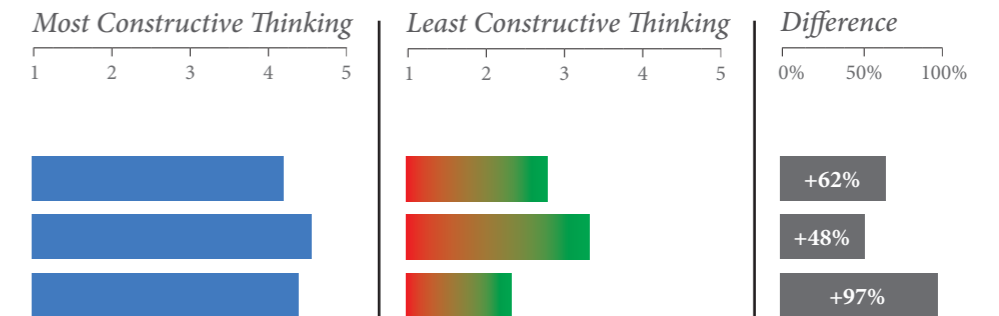 Most Constructive Thinking
1 2 3 4 5
Least Constructive Thinking
1 2 3 4 5
Difference
0% 50% 100%
+62%
+48%
+97%